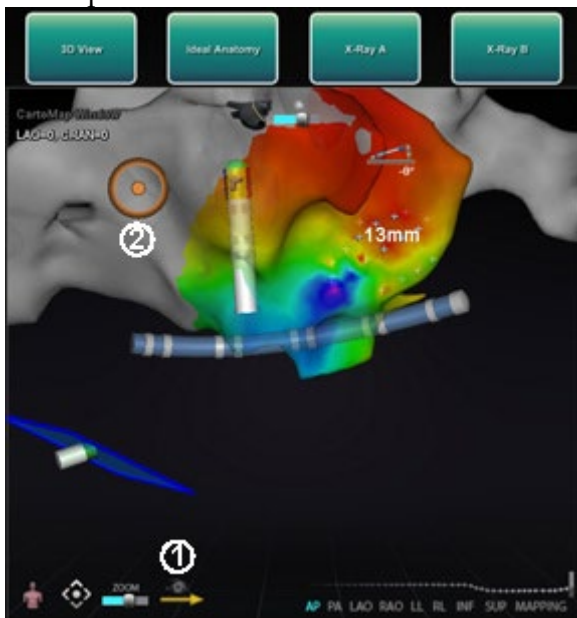 3D View
Ideal Anatomy
X-Ray A
X-Ray B
CartoMap Window
LAO=0, CRAN=0
-0°
2
13mm
1
ZOOM
AP PA LAO RAO LL RL INF SUP MAPPING